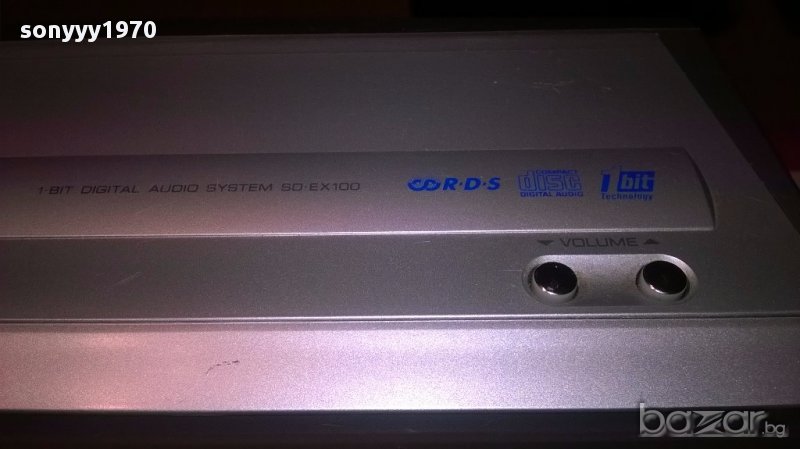 sonyyy1970
1-BIT DIGITAL AUDIO SYSTEM SD-EX100
R·D·S
COMPACT
disc
DIGITAL AUDIO
1 bit
Technology
VOLUME
bazar.bg